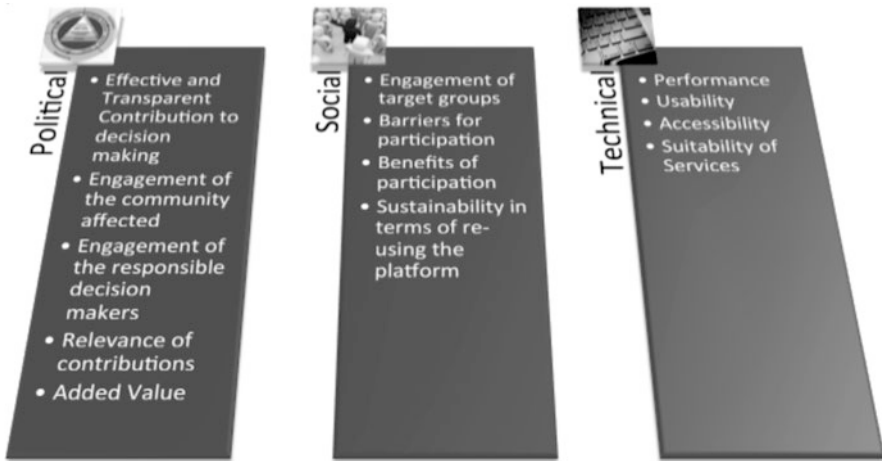 Political
• Effective and
Transparent
Contribution to
decision
making
• Engagement of
the community
affected
• Engagement of
the responsible
decision
makers
• Relevance of
contributions
• Added Value
Social
• Engagement of
target groups
• Barriers for
participation
• Benefits of
participation
• Sustainability in
terms of re-
using the
platform
Technical
• Performance
• Usability
• Accessibility
• Suitability of
Services